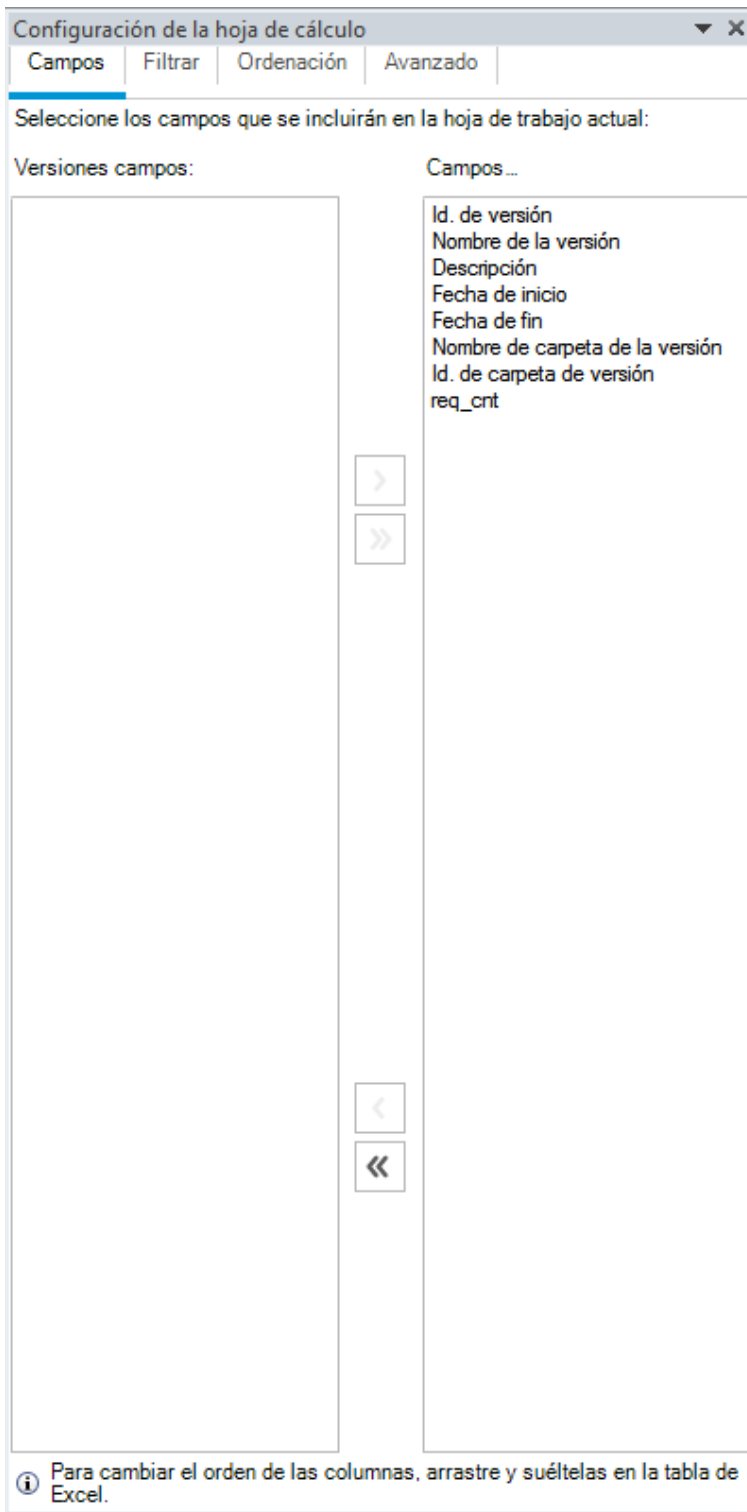 Configuración de la hoja de cálculo
Campos
Filtrar
Ordenación
Avanzado
Seleccione los campos que se incluirán en la hoja de trabajo actual:
Versiones campos:
Campos...
Id. de versión
Nombre de la versión
Descripción
Fecha de inicio
Fecha de fin
Nombre de carpeta de la versión
Id. de carpeta de versión
req_cnt
Para cambiar el orden de las columnas, arrastre y suéltelas en la tabla de
Excel.